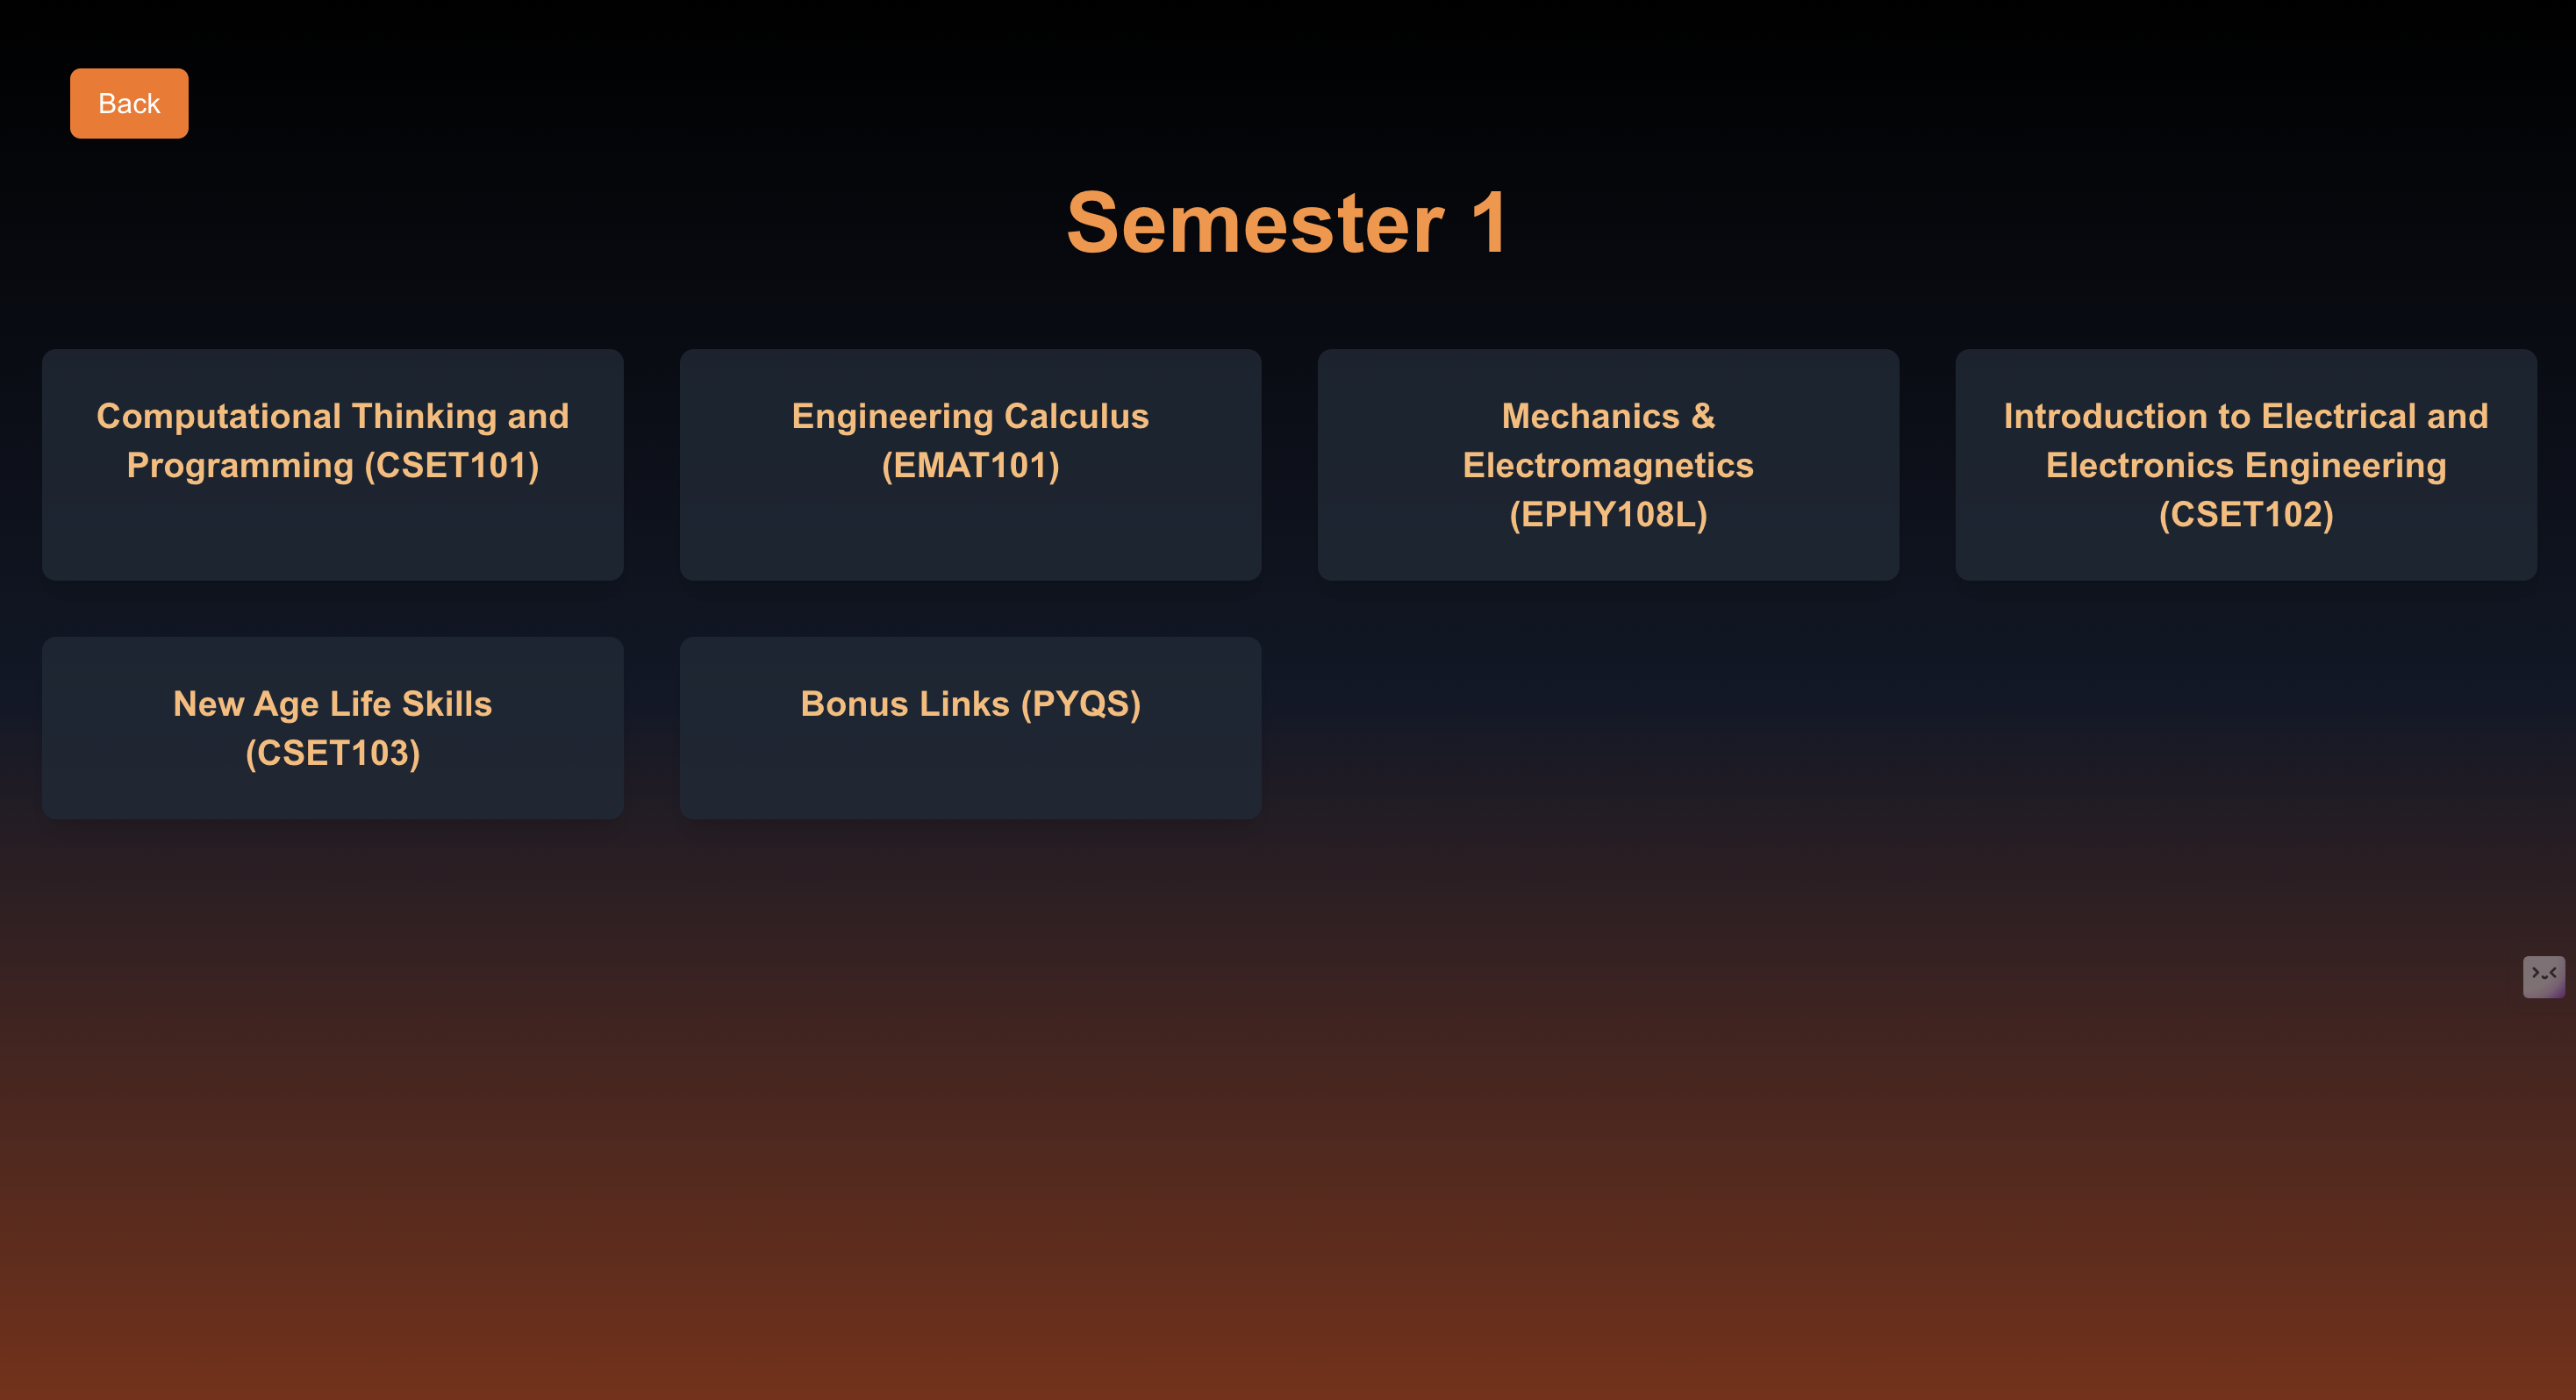 Back
Semester 1
Computational Thinking and
Programming (CSET101)
Engineering Calculus
(EMAT101)
Mechanics &
Electromagnetics
(EPHY108L)
Introduction to Electrical and
Electronics Engineering
(CSET102)
New Age Life Skills
(CSET103)
Bonus Links (PYQS)